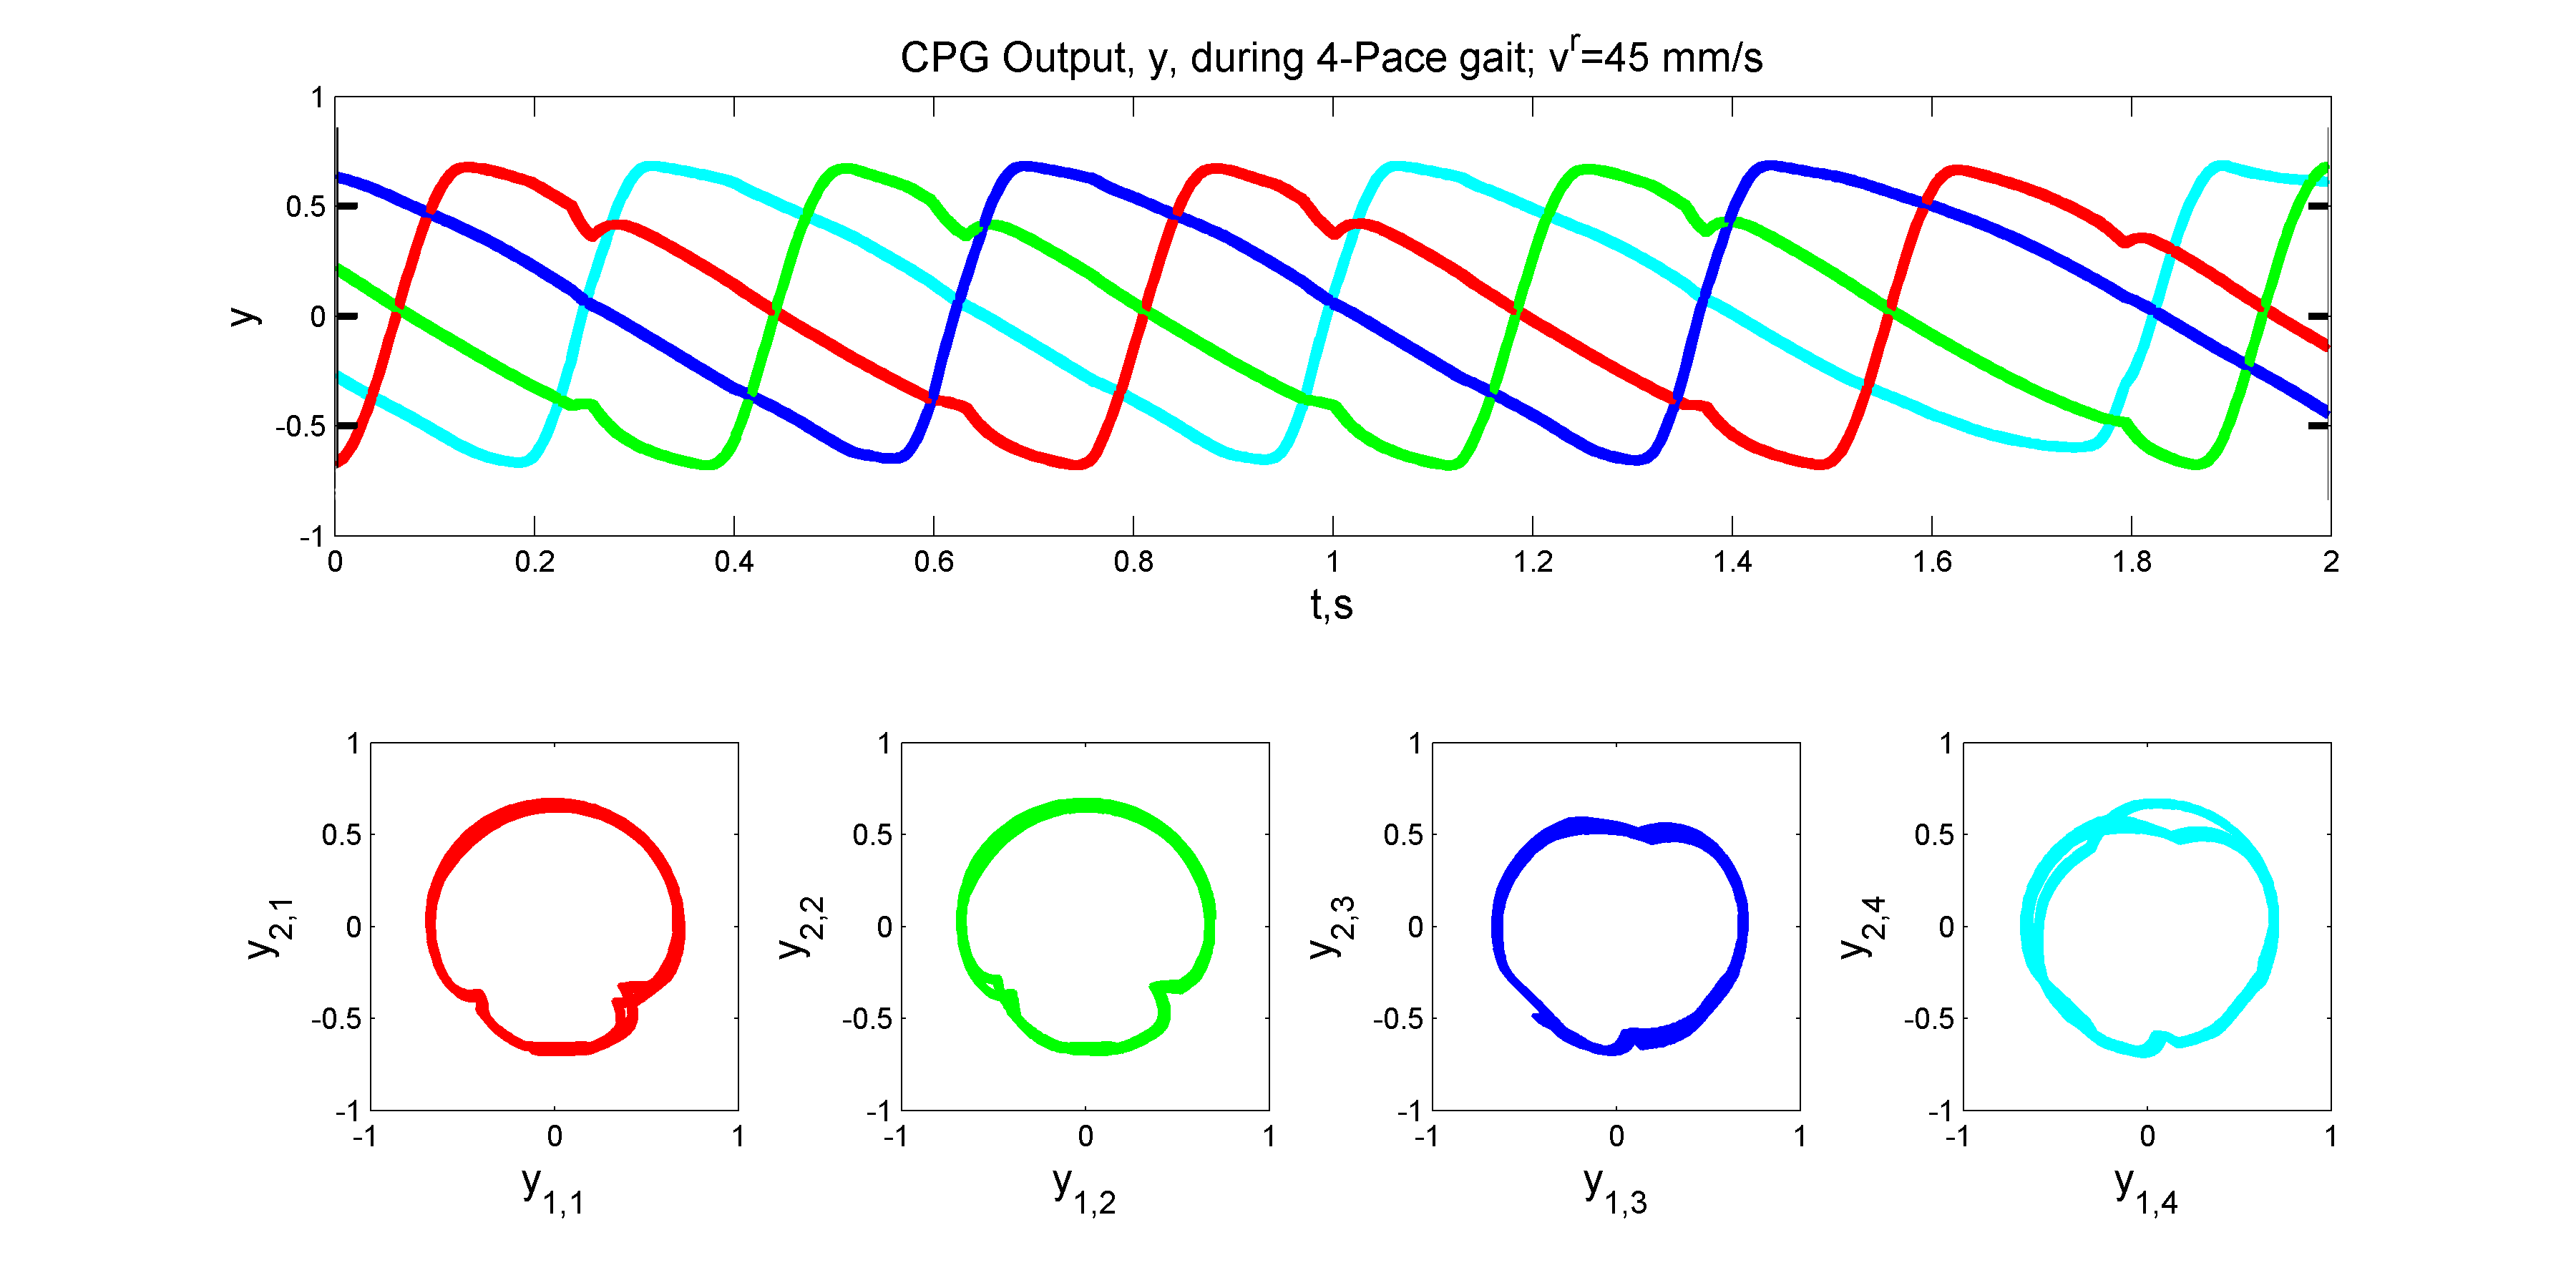 CPG Output, y, during 4-Pace gait; vʳ=45 mm/s
1
0.5
0
-0.5
-1
y
0 0.2 0.4 0.6 0.8 1 1.2 1.4 1.6 1.8 2
t,s
1 1 1 1
0.5 0.5 0.5 0.5
0 0 0 0
-0.5 -0.5 -0.5 -0.5
-1 -1 -1 -1
y2,1 y2,2 y2,3 y2,4
-1 0 1 -1 0 1 -1 0 1 -1 0 1
y1,1 y1,2 y1,3 y1,4